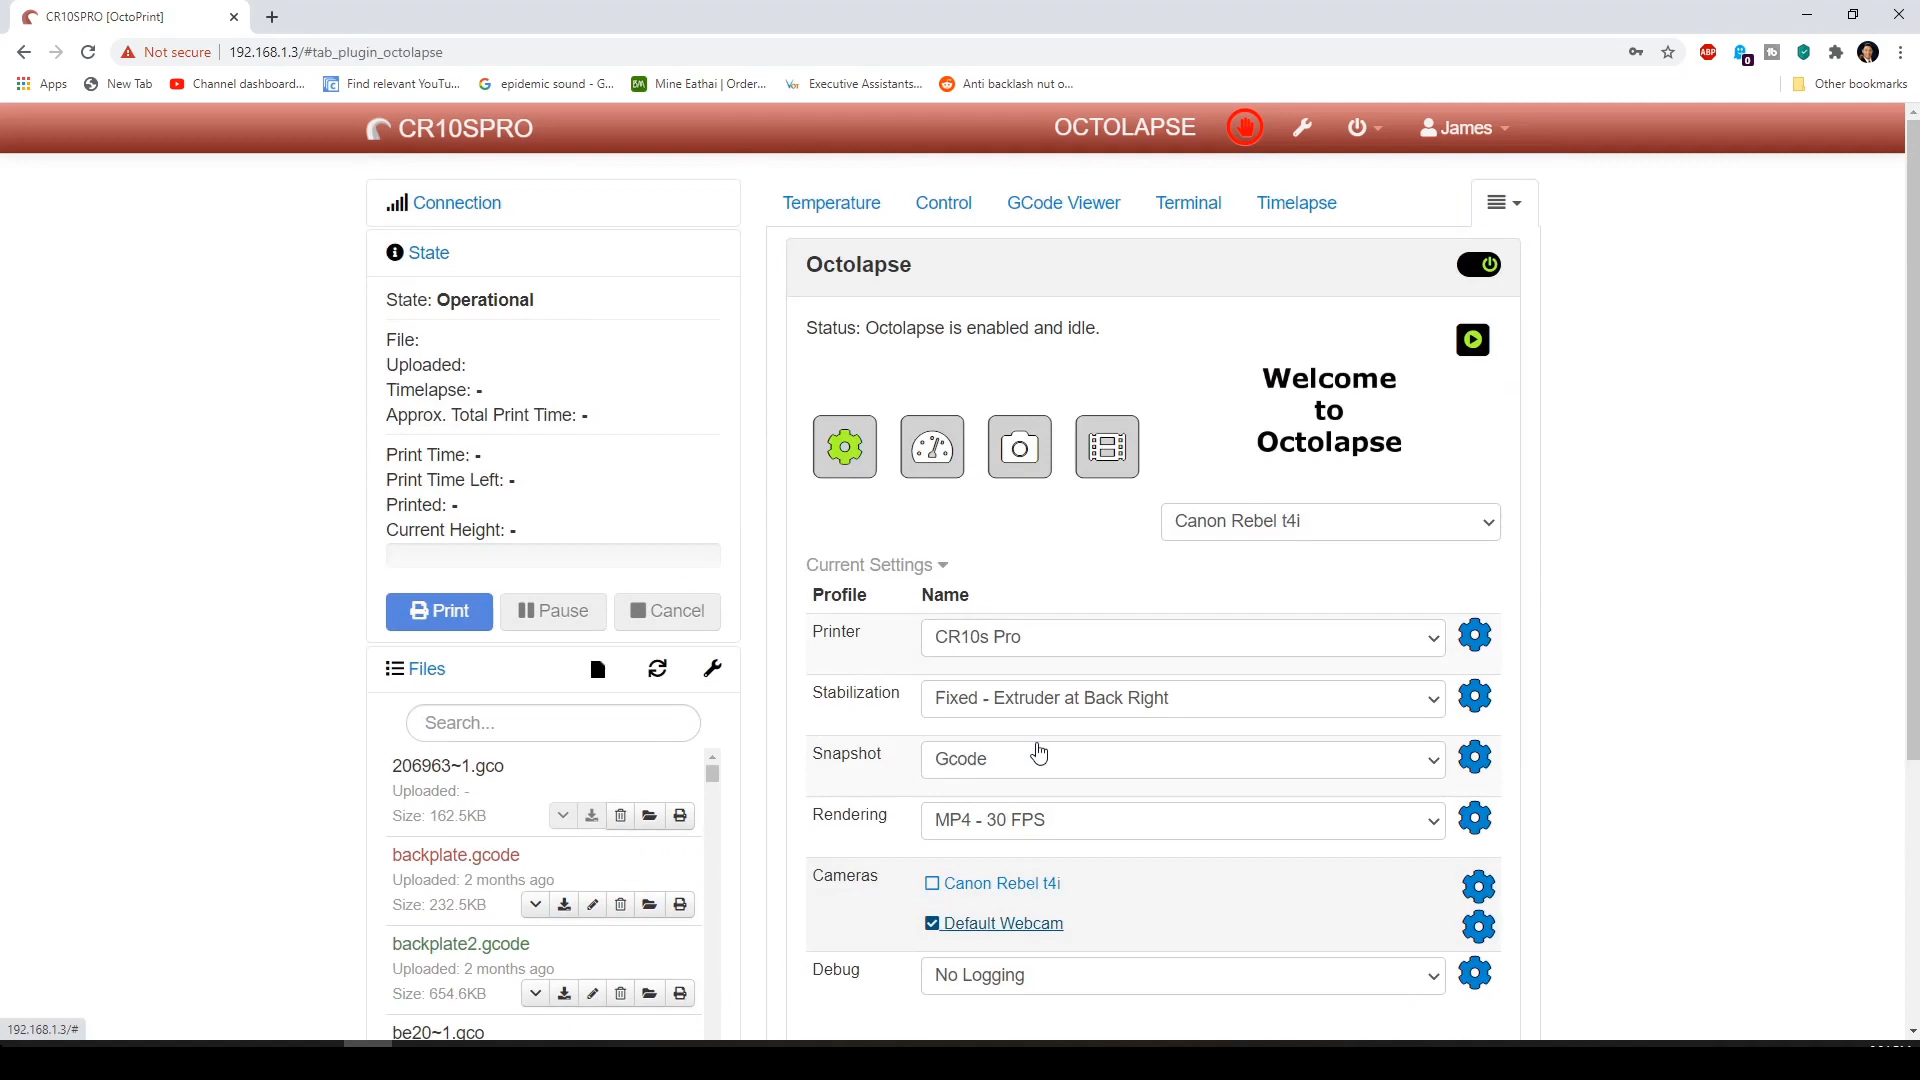 CR10SPRO [OctoPrint]
Not secure
192.168.1.3/#tab_plugin_octolapse
ABP
0
tb
Apps
New Tab
Channel dashboard...
Find relevant YouTu...
epidemic sound - G...
Mine Eathai | Order...
Executive Assistants...
Anti backlash nut o...
Other bookmarks
CR10SPRO
OCTOLAPSE
James
Connection
State
State: Operational
File:
Uploaded:
Timelapse: -
Approx. Total Print Time: -
Print Time: -
Print Time Left: -
Printed: -
Current Height: -
Print
Pause
Cancel
Files
Search...
206963~1.gco
Uploaded: -
Size: 162.5KB
backplate.gcode
Uploaded: 2 months ago
Size: 232.5KB
backplate2.gcode
Uploaded: 2 months ago
Size: 654.6KB
be20~1.gco
Temperature
Control
GCode Viewer
Terminal
Timelapse
Octolapse
Status: Octolapse is enabled and idle.
Welcome
to
Octolapse
Canon Rebel t4i
Current Settings
Profile Name
Printer CR10s Pro
Stabilization Fixed - Extruder at Back Right
Snapshot Gcode
Rendering MP4 - 30 FPS
Cameras Canon Rebel t4i
Default Webcam
Debug No Logging
192.168.1.3/#